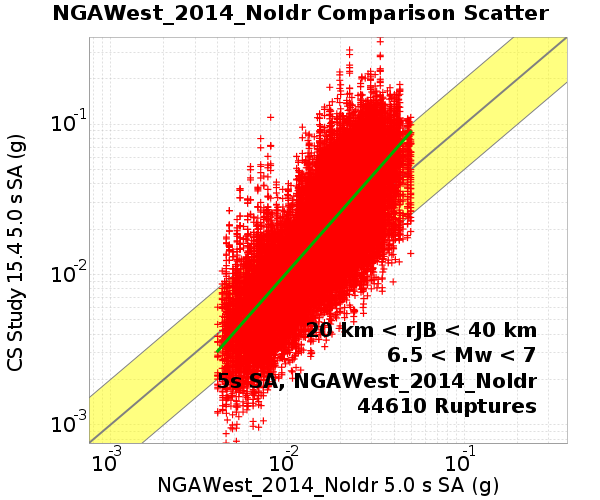 NGAWest_2014_NoIdr Comparison Scatter
CS Study 15.4 5.0 s SA (g)
10-1
10-2
10-3
20 km < rJB < 40 km
6.5 < Mw < 7
5s SA, NGAWest_2014_NoIdr
44610 Ruptures
10-3 10-2 10-1
NGAWest_2014_NoIdr 5.0 s SA (g)